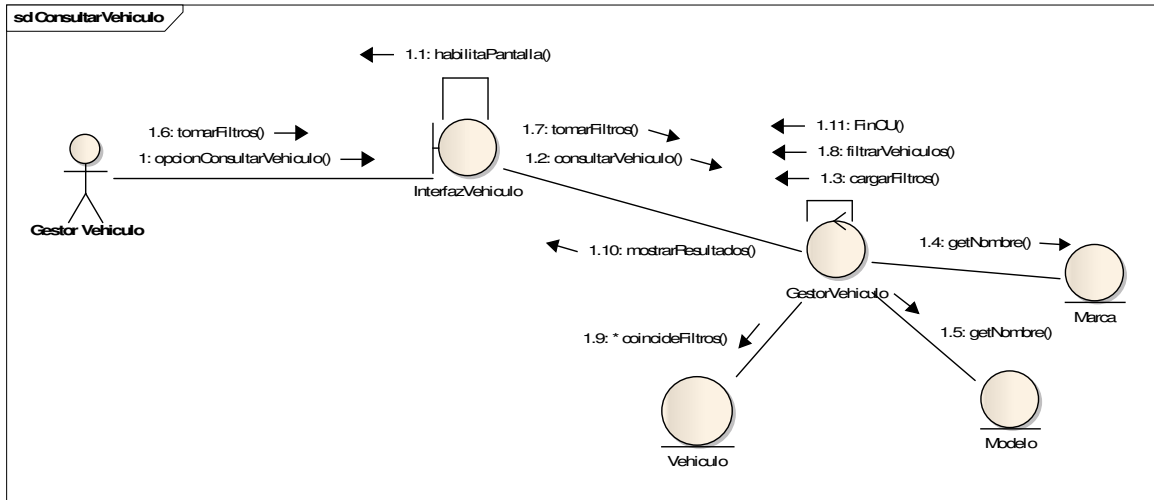 sd ConsultarVehiculo
1.1: habilitaPantalla()
1.6: tomarFiltros()
1: opcionConsultarVehiculo()
1.7: tomarFiltros()
1.2: consultarVehiculo()
1.11: FinCU()
1.8: filtrarVehiculos()
1.3: cargarFiltros()
InterfazVehiculo
Gestor Vehiculo
1.10: mostrarResultados()
1.4: getNombre()
GestorVehiculo
Marca
1.9: * coincideFiltros()
1.5: getNombre()
Modelo
Vehiculo